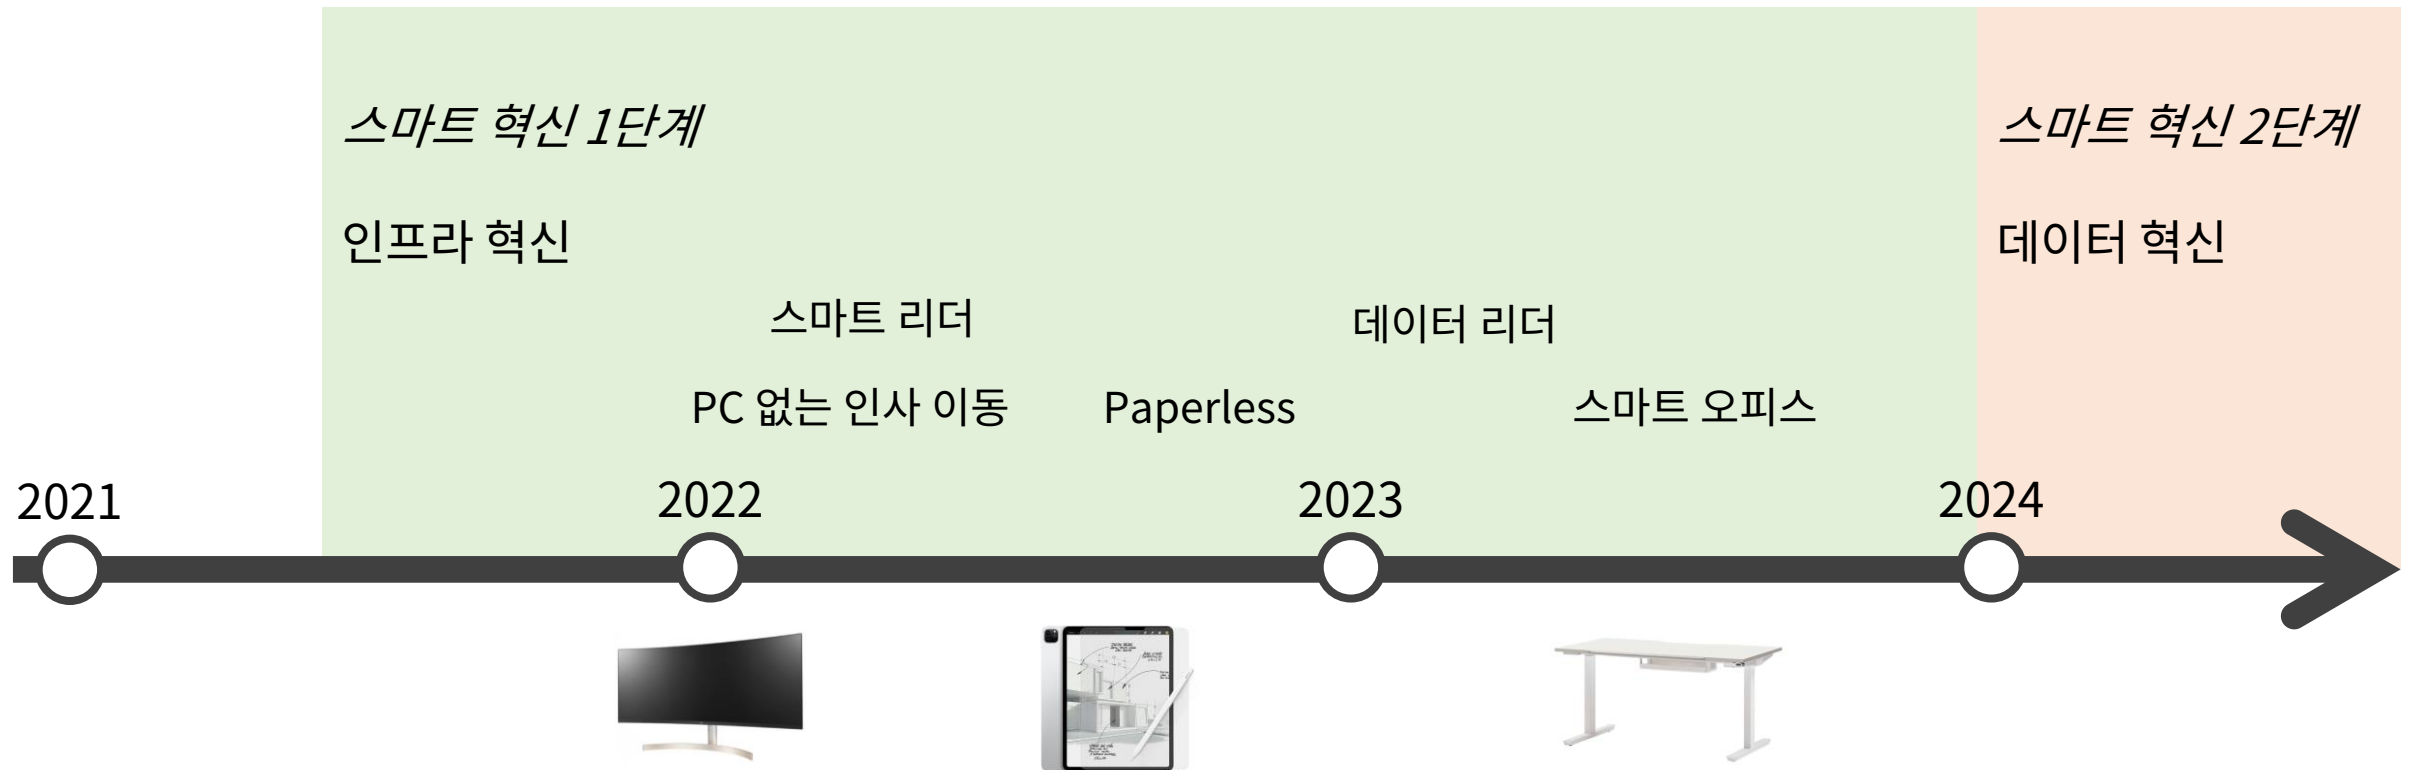 스마트 혁신 1단계
스마트 혁신 2단계
인프라 혁신
데이터 혁신
스마트 리더
데이터 리더
PC 없는 인사 이동
Paperless
스마트 오피스
2021
2022
2023
2024